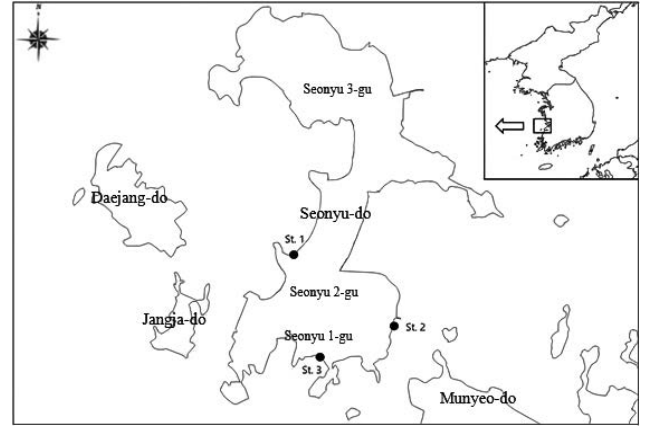 N
Seonyu 3-gu
Daejang-do
Seonyu-do
St. 1
Seonyu 2-gu
Jangja-do
St. 2
Seonyu 1-gu
St. 3
Munyeo-do